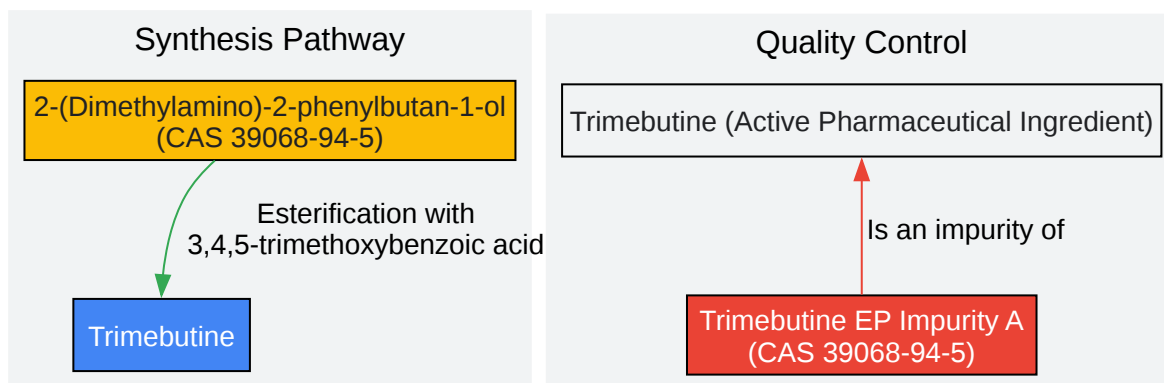 Synthesis Pathway
2-(Dimethylamino)-2-phenylbutan-1-ol
(CAS 39068-94-5)
Esterification with
3,4,5-trimethoxybenzoic acid
Trimebutine
Quality Control
Trimebutine (Active Pharmaceutical Ingredient)
Is an impurity of
Trimebutine EP Impurity A
(CAS 39068-94-5)